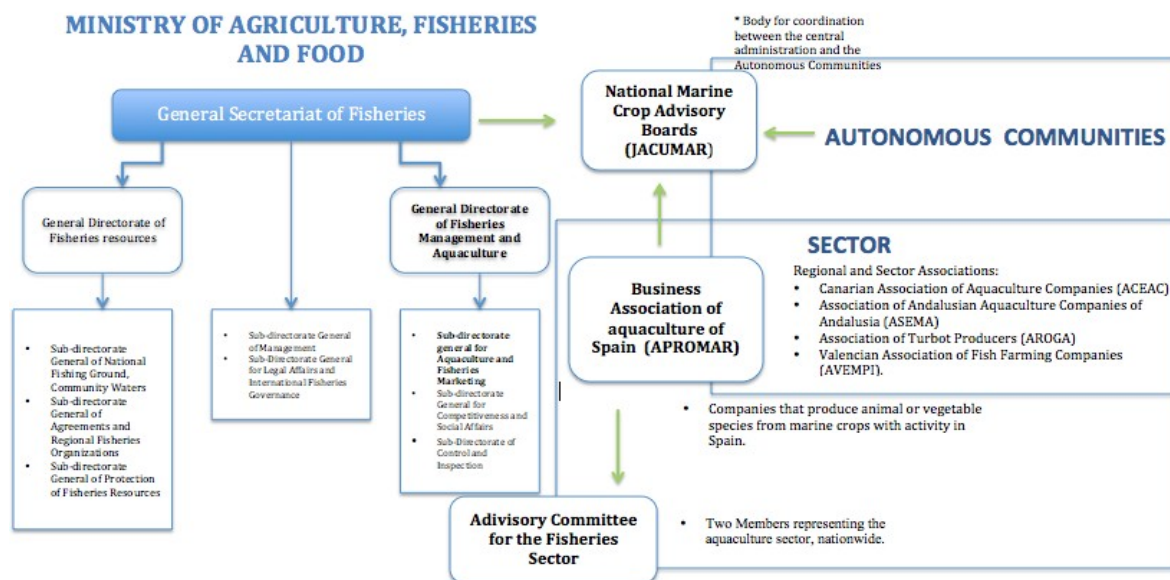 MINISTRY OF AGRICULTURE, FISHERIES
AND FOOD
* Body for coordination
between the central
administration and the
Autonomous Communities
General Secretariat of Fisheries
National Marine
Crop Advisory
Boards
(JACUMAR)
AUTONOMOUS COMMUNITIES
General Directorate of
Fisheries resources
General Directorate
of Fisheries
Management and
Aquaculture
Business
Association of
aquaculture of
Spain (APROMAR)
SECTOR
Regional and Sector Associations:
• Canarian Association of Aquaculture Companies (ACEAC)
• Association of Andalusian Aquaculture Companies of
Andalusia (ASEMA)
• Association of Turbot Producers (AROGA)
• Valencian Association of Fish Farming Companies
(AVEMPI).
• Sub-directorate
General of National
Fishing Ground,
Community Waters
• Sub-directorate
General of
Agreements and
Regional Fisheries
Organizations
• Sub-directorate
General of Protection
of Fisheries Resources
• Sub-directorate General
of Management
• Sub-Directorate General
for Legal Affairs and
International Fisheries
Governance
• Sub-directorate
general for
Aquaculture and
Fisheries
Marketing
• Sub-directorate
General for
Competitiveness and
Social Affairs
• Sub-Directorate of
Control and
Inspection
• Companies that produce animal or vegetable
species from marine crops with activity in
Spain.
Adivisory Committee
for the Fisheries
Sector
• Two Members representing the
aquaculture sector, nationwide.